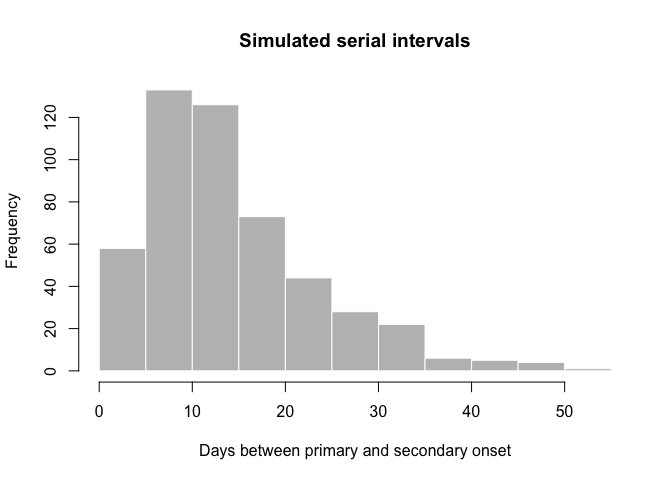 Simulated serial intervals
Frequency
120
100
80
60
40
20
0
0 10 20 30 40 50
Days between primary and secondary onset